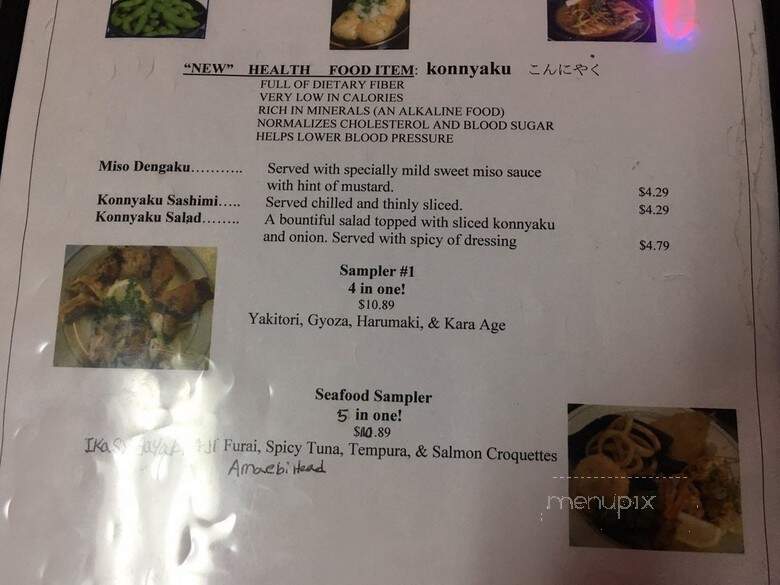 "NEW" HEALTH FOOD ITEM: konnyaku こんにゃく
FULL OF DIETARY FIBER
VERY LOW IN CALORIES
RICH IN MINERALS (AN ALKALINE FOOD)
NORMALIZES CHOLESTEROL AND BLOOD SUGAR
HELPS LOWER BLOOD PRESSURE
Miso Dengaku........... Served with specially mild sweet miso sauce
with hint of mustard. $4.29
Konnyaku Sashimi..... Served chilled and thinly sliced. $4.29
Konnyaku Salad........ A bountiful salad topped with sliced konnyaku
and onion. Served with spicy of dressing $4.79
Sampler #1
4 in one!
$10.89
Yakitori, Gyoza, Harumaki, & Kara Age
Seafood Sampler
5 in one!
.89
Furai, Spicy Tuna, Tempura, & Salmon Croquettes
Amaebi Head
menupix